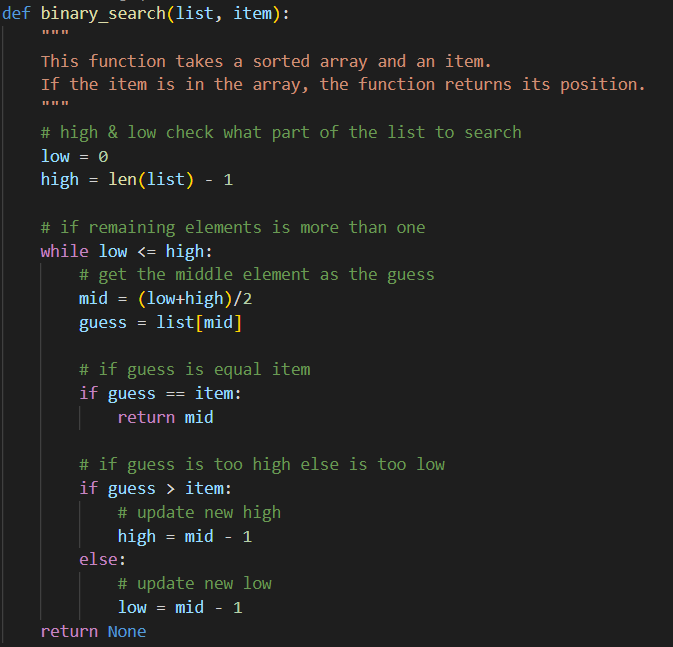 def binary_search(list, item):
    """
    This function takes a sorted array and an item.
    If the item is in the array, the function returns its position.
    """
    # high & low check what part of the list to search
    low = 0
    high = len(list) - 1

    # if remaining elements is more than one
    while low <= high:
        # get the middle element as the guess
        mid = (low+high)/2
        guess = list[mid]

        # if guess is equal item
        if guess == item:
            return mid

        # if guess is too high else is too low
        if guess > item:
            # update new high
            high = mid - 1
        else:
            # update new low
            low = mid - 1
    return None